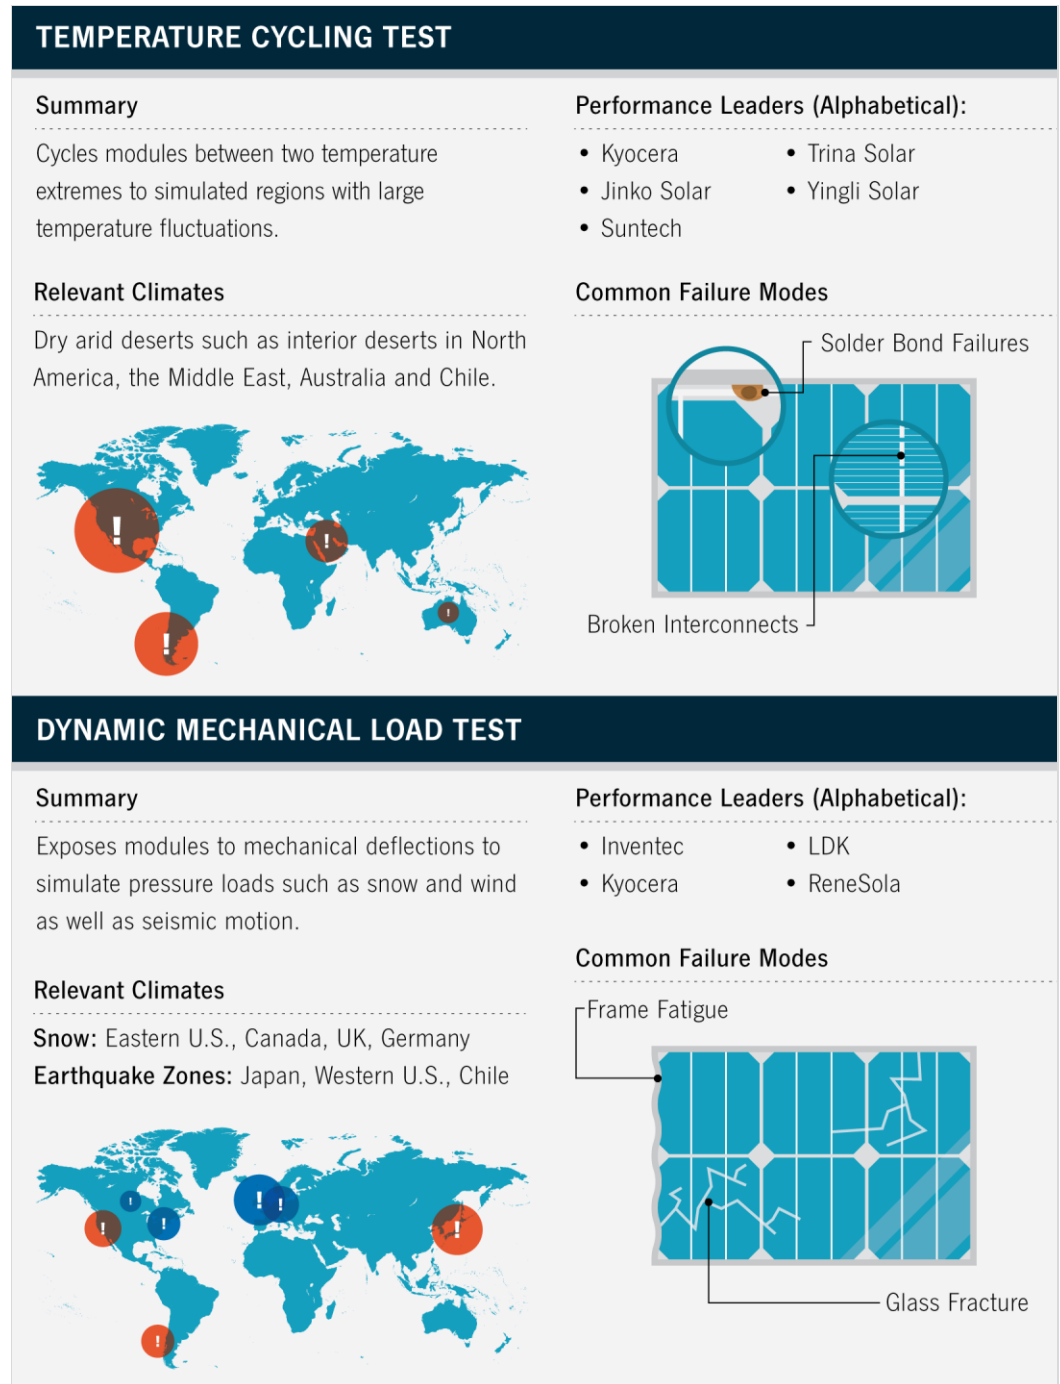 TEMPERATURE CYCLING TEST
Summary
Cycles modules between two temperature
extremes to simulated regions with large
temperature fluctuations.
Performance Leaders (Alphabetical):
• Kyocera
• Jinko Solar
• Suntech
• Trina Solar
• Yingli Solar
Relevant Climates
Dry arid deserts such as interior deserts in North
America, the Middle East, Australia and Chile.
!
!
!
!
Common Failure Modes
Solder Bond Failures
Broken Interconnects
DYNAMIC MECHANICAL LOAD TEST
Summary
Exposes modules to mechanical deflections to
simulate pressure loads such as snow and wind
as well as seismic motion.
Performance Leaders (Alphabetical):
• Inventec
• Kyocera
• LDK
• ReneSola
Relevant Climates
Snow: Eastern U.S., Canada, UK, Germany
Earthquake Zones: Japan, Western U.S., Chile
!
!
!
!
!
!
!
Common Failure Modes
Frame Fatigue
Glass Fracture